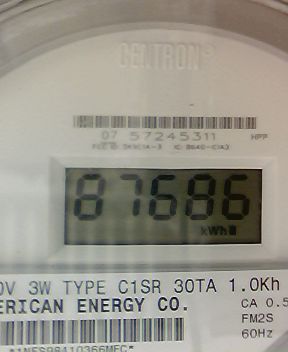 CENTRON®
07 57245311 HPP
87686
kWh
0V 3W TYPE C1SR 30TA 1.0Kh
ERICAN ENERGY CO. CA 0.5
FM2S
60Hz